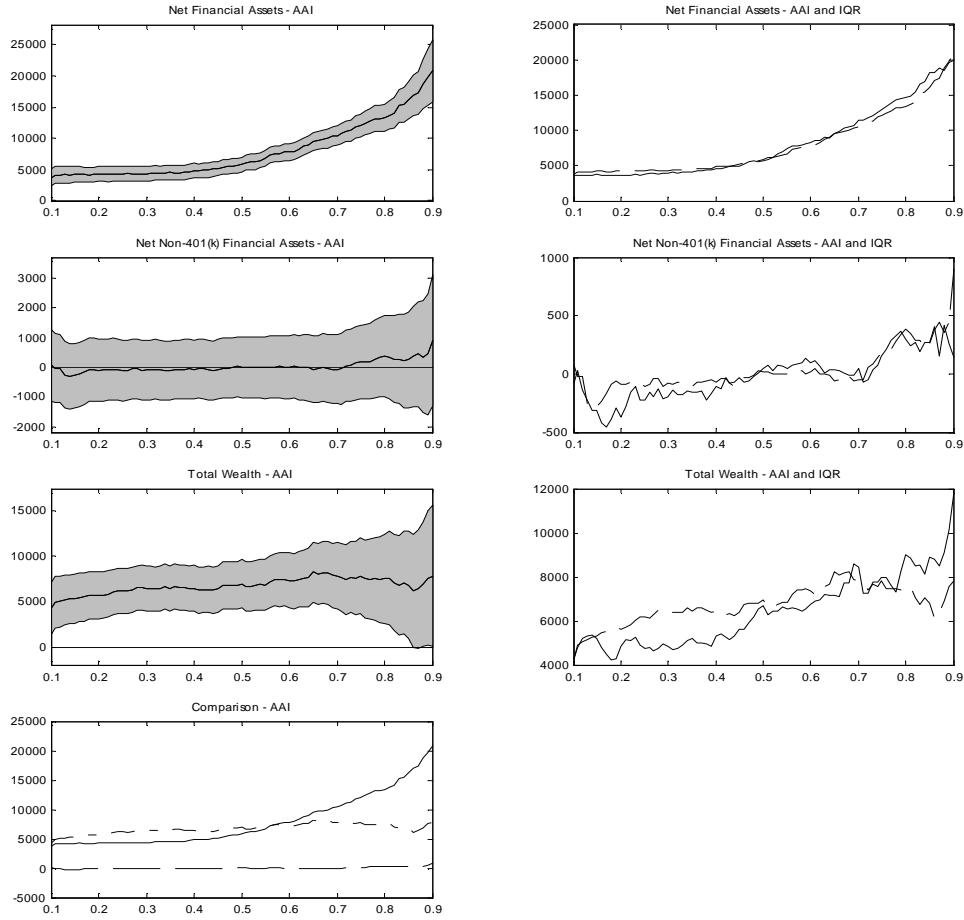 Net Financial Assets - AAI
25000
20000
15000
10000
5000
0
0.1 0.2 0.3 0.4 0.5 0.6 0.7 0.8 0.9
Net Financial Assets - AAI and IQR
25000
20000
15000
10000
5000
0
0.1 0.2 0.3 0.4 0.5 0.6 0.7 0.8 0.9
Net Non-401(k) Financial Assets - AAI
3000
2000
1000
0
-1000
-2000
0.1 0.2 0.3 0.4 0.5 0.6 0.7 0.8 0.9
Net Non-401(k) Financial Assets - AAI and IQR
1000
500
0
-500
0.1 0.2 0.3 0.4 0.5 0.6 0.7 0.8 0.9
Total Wealth - AAI
15000
10000
5000
0
0.1 0.2 0.3 0.4 0.5 0.6 0.7 0.8 0.9
Total Wealth - AAI and IQR
12000
10000
8000
6000
4000
0.1 0.2 0.3 0.4 0.5 0.6 0.7 0.8 0.9
Comparison - AAI
25000
20000
15000
10000
5000
0
-5000
0.1 0.2 0.3 0.4 0.5 0.6 0.7 0.8 0.9